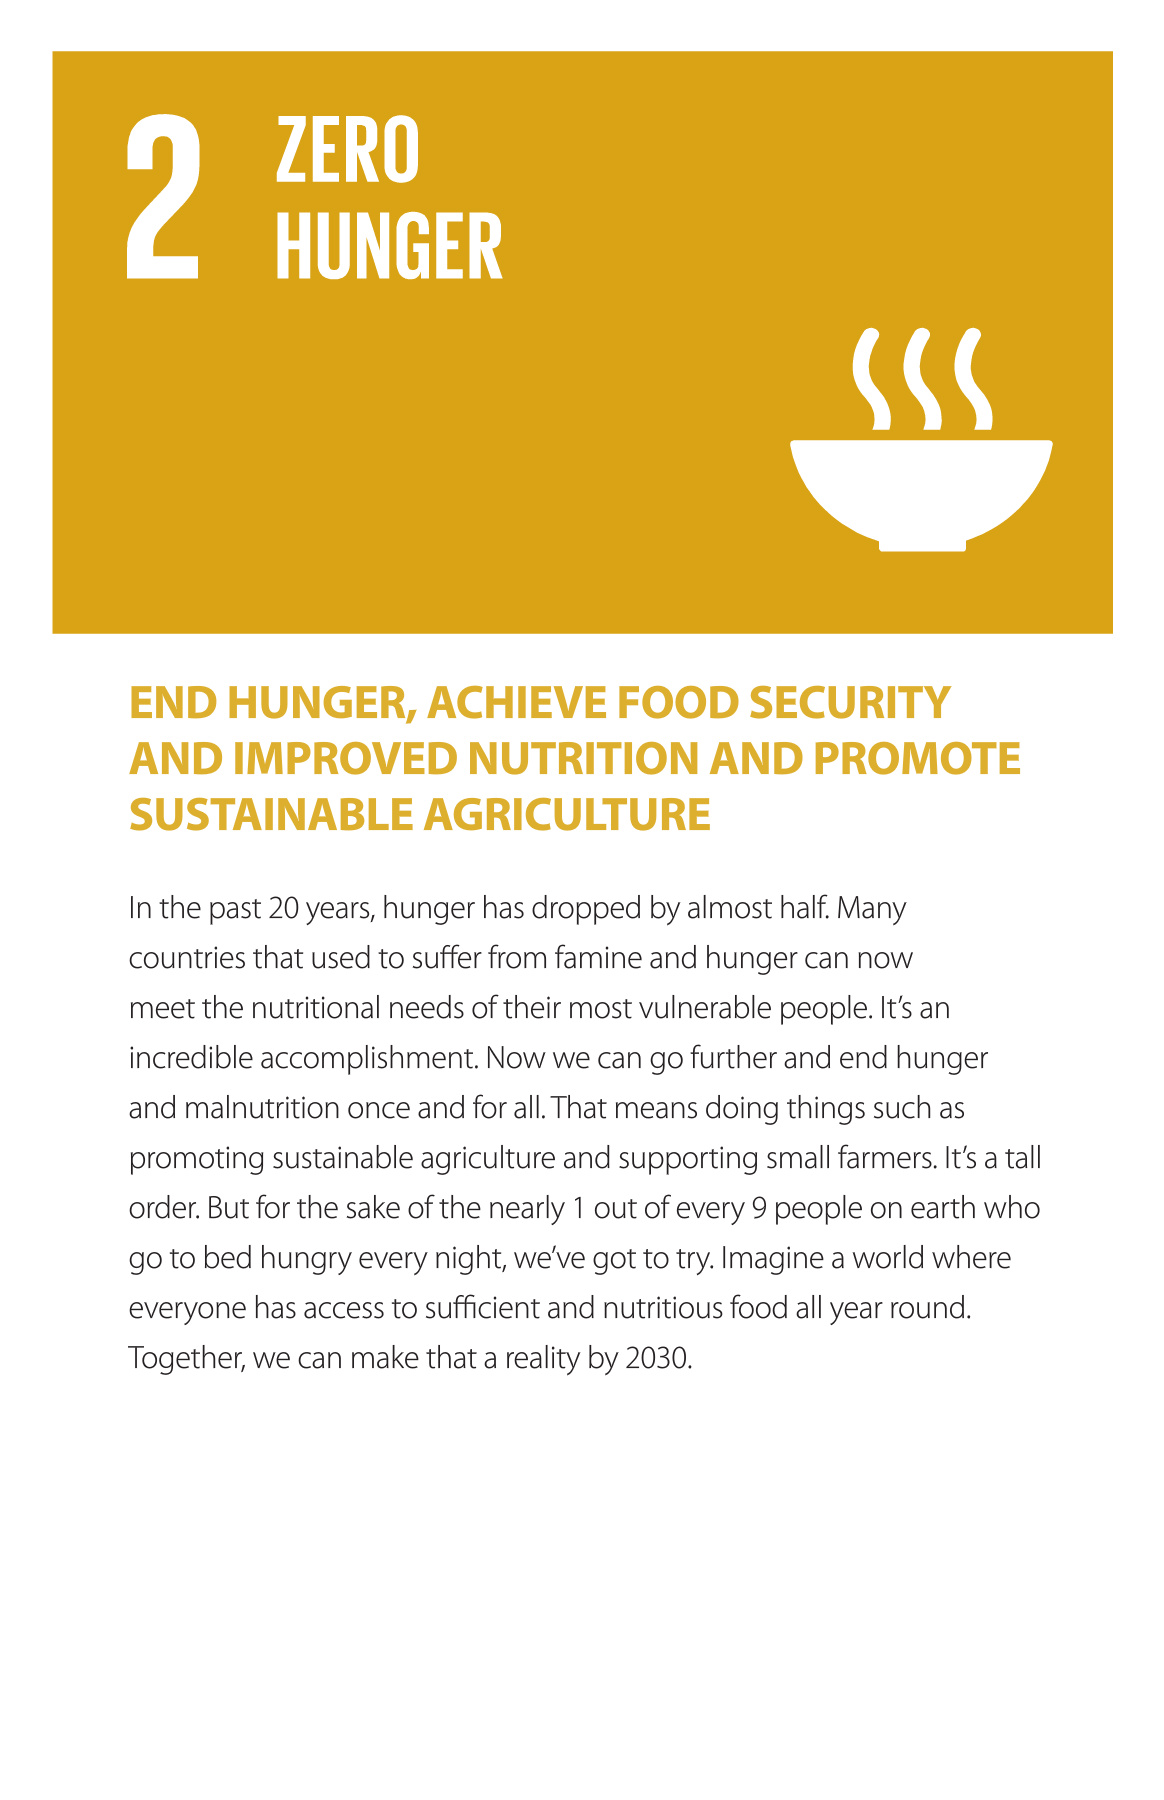 2
ZERO
HUNGER
END HUNGER, ACHIEVE FOOD SECURITY
AND IMPROVED NUTRITION AND PROMOTE
SUSTAINABLE AGRICULTURE
In the past 20 years, hunger has dropped by almost half. Many
countries that used to suffer from famine and hunger can now
meet the nutritional needs of their most vulnerable people. It’s an
incredible accomplishment. Now we can go further and end hunger
and malnutrition once and for all. That means doing things such as
promoting sustainable agriculture and supporting small farmers. It’s a tall
order. But for the sake of the nearly 1 out of every 9 people on earth who
go to bed hungry every night, we’ve got to try. Imagine a world where
everyone has access to sufficient and nutritious food all year round.
Together, we can make that a reality by 2030.